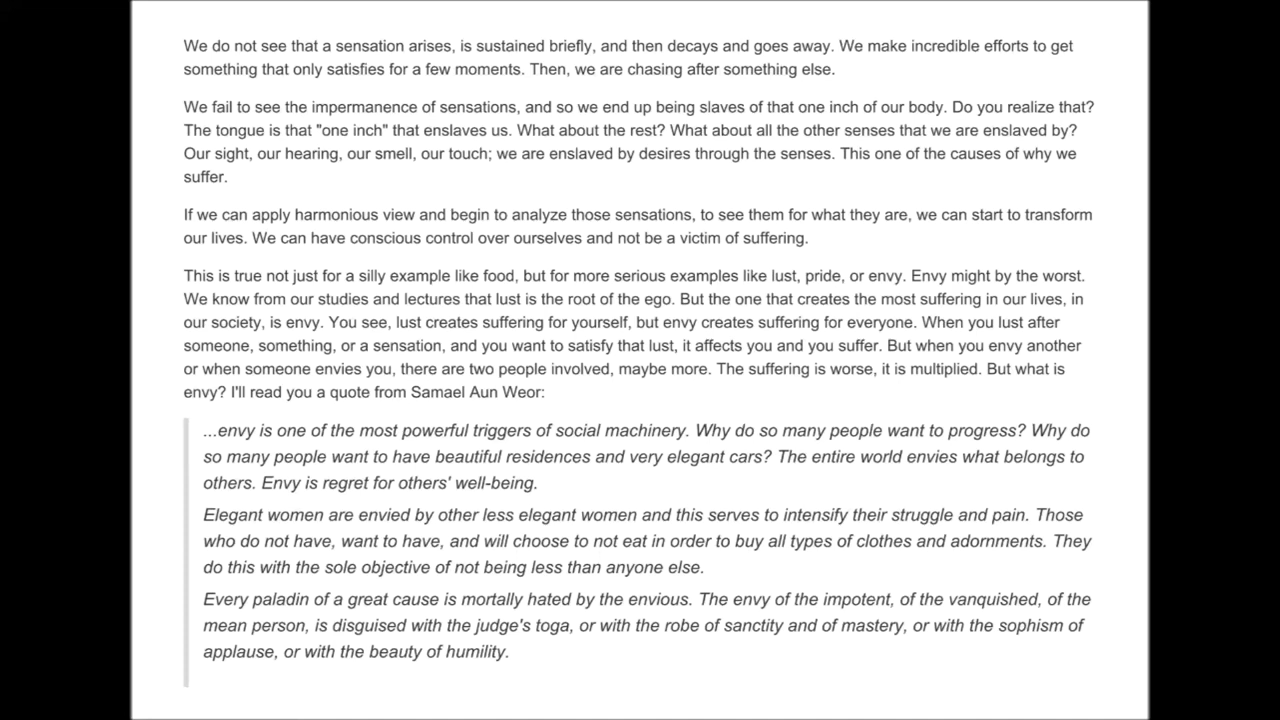 We do not see that a sensation arises, is sustained briefly, and then decays and goes away. We make incredible efforts to get
something that only satisfies for a few moments. Then, we are chasing after something else.
We fail to see the impermanence of sensations, and so we end up being slaves of that one inch of our body. Do you realize that?
The tongue is that "one inch" that enslaves us. What about the rest? What about all the other senses that we are enslaved by?
Our sight, our hearing, our smell, our touch; we are enslaved by desires through the senses. This one of the causes of why we
suffer.
If we can apply harmonious view and begin to analyze those sensations, to see them for what they are, we can start to transform
our lives. We can have conscious control over ourselves and not be a victim of suffering.
This is true not just for a silly example like food, but for more serious examples like lust, pride, or envy. Envy might by the worst.
We know from our studies and lectures that lust is the root of the ego. But the one that creates the most suffering in our lives, in
our society, is envy. You see, lust creates suffering for yourself, but envy creates suffering for everyone. When you lust after
someone, something, or a sensation, and you want to satisfy that lust, it affects you and you suffer. But when you envy another
or when someone envies you, there are two people involved, maybe more. The suffering is worse, it is multiplied. But what is
envy? I'll read you a quote from Samael Aun Weor:
...envy is one of the most powerful triggers of social machinery. Why do so many people want to progress? Why do
so many people want to have beautiful residences and very elegant cars? The entire world envies what belongs to
others. Envy is regret for others' well-being.
Elegant women are envied by other less elegant women and this serves to intensify their struggle and pain. Those
who do not have, want to have, and will choose to not eat in order to buy all types of clothes and adornments. They
do this with the sole objective of not being less than anyone else.
Every paladin of a great cause is mortally hated by the envious. The envy of the impotent, of the vanquished, of the
mean person, is disguised with the judge's toga, or with the robe of sanctity and of mastery, or with the sophism of
applause, or with the beauty of humility.